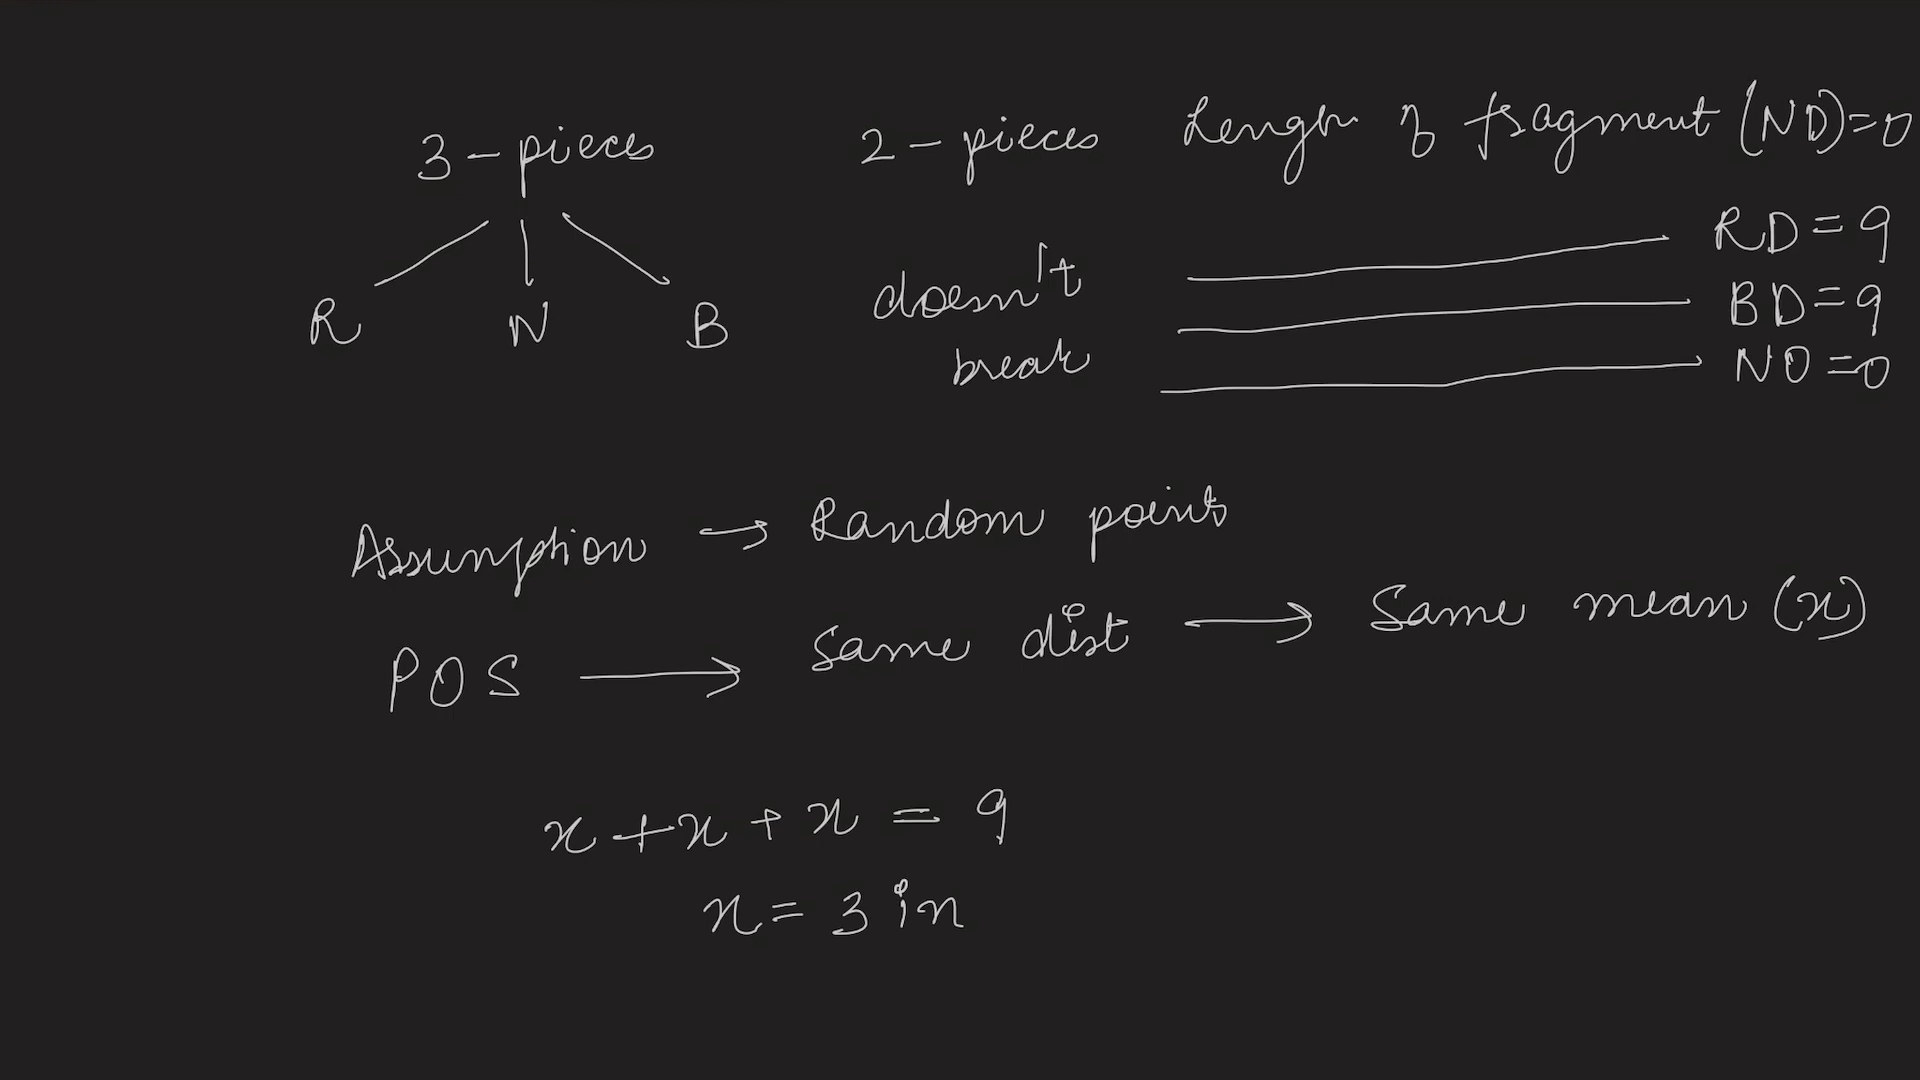 3-pieces 2-pieces Length of fragment (ND)=0
R N B
doesn't
break
RD=9
BD=9
ND=0
Assumption → Random points
POS → Same dist → Same mean (x)
x+x+x = 9
x = 3 in